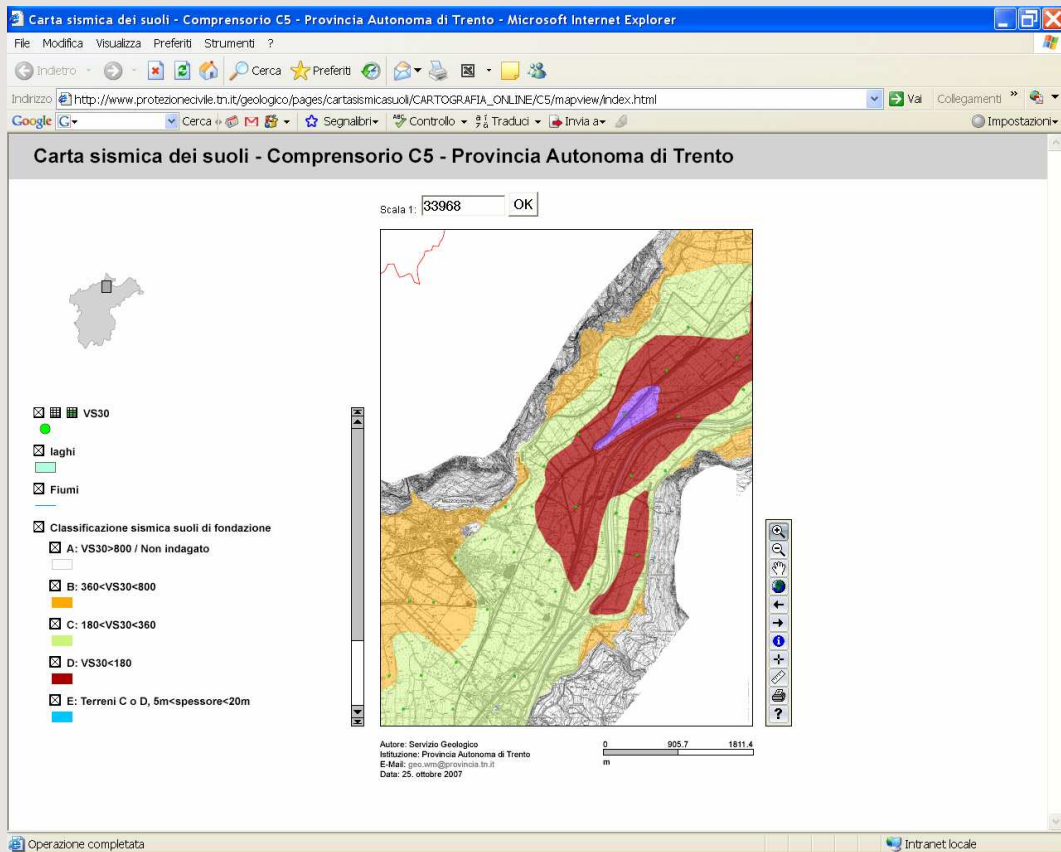 Carta sismica dei suoli - Comprensorio C5 - Provincia Autonoma di Trento - Microsoft Internet Explorer
File Modifica Visualizza Preferiti Strumenti ?
Indietro Cerca Preferiti
Indirizzo http://www.protezionecivile.tn.it/geologico/pages/cartasismicasuoli/CARTOGRAFIA_ONLINE/C5/mapview/index.html Vai Collegamenti »
Google G Cerca Segnalibri Controllo Traduci Invia a Impostazioni
Carta sismica dei suoli - Comprensorio C5 - Provincia Autonoma di Trento
Scala 1: 33968 OK
VS30
laghi
Fiumi
Classificazione sismica suoli di fondazione
A: VS30>800 / Non indagato
B: 360<VS30<800
C: 180<VS30<360
D: VS30<180
E: Terreni C o D, 5m<spessore<20m
Autore: Servizio Geologico
Istituzione: Provincia Autonoma di Trento
E-Mail: geo.wm@provincia.tn.it
Data: 25. ottobre 2007
0 905.7 1811.4
m
?
Operazione completata Intranet locale